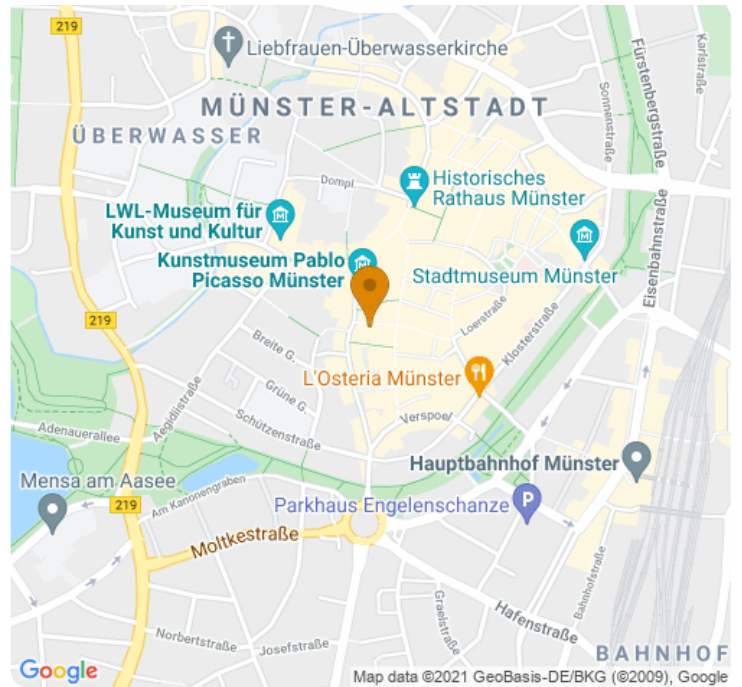 219
Liebfrauen-Überwasserkirche
Karlstraße
Fürstenbergstraße
Sonnenstraße
MÜNSTER-ALTSTADT
ÜBERWASSER
Dompl.
Historisches
Rathaus Münster
LWL-Museum für
Kunst und Kultur
Eisenbahnstraße
Kunstmuseum Pablo
Picasso Münster
Stadtmuseum Münster
219
Loerstraße
Klosterstraße
Breite G.
L'Osteria Münster
Grüne G.
Aegidiistraße
Schützenstraße
Verspoel
Adenauerallee
Hauptbahnhof Münster
Mensa am Aasee
Am Kanonengraben
Parkhaus Engelenschanze
219
Moltkestraße
Bahnhofstraße
Graelstraße
Hafenstraße
Norbertstraße
Josefstraße
BAHNHOF
Google
Map data ©2021 GeoBasis-DE/BKG (©2009), Google